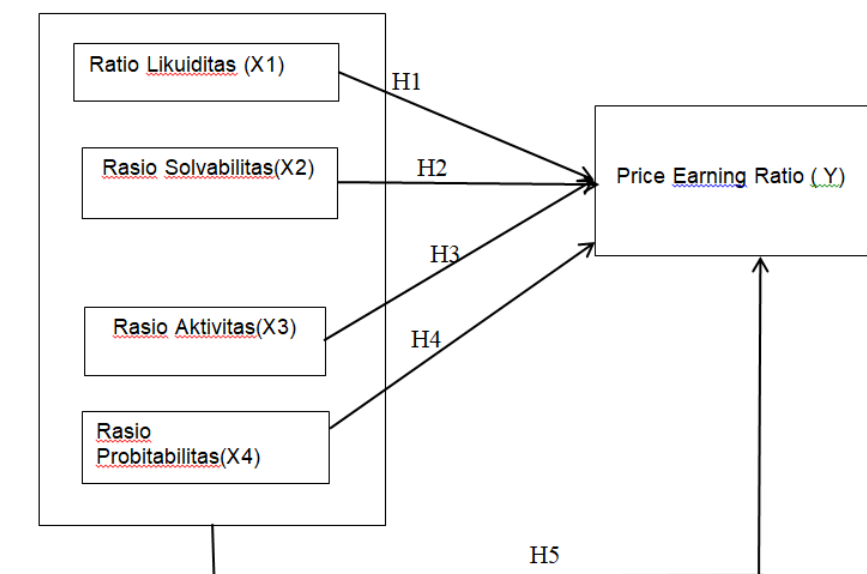 Ratio Likuiditas (X1)
H1
Rasio Solvabilitas(X2)
H2
Price Earning Ratio ( Y)
H3
Rasio Aktivitas(X3)
H4
Rasio
Probitabilitas(X4)
H5